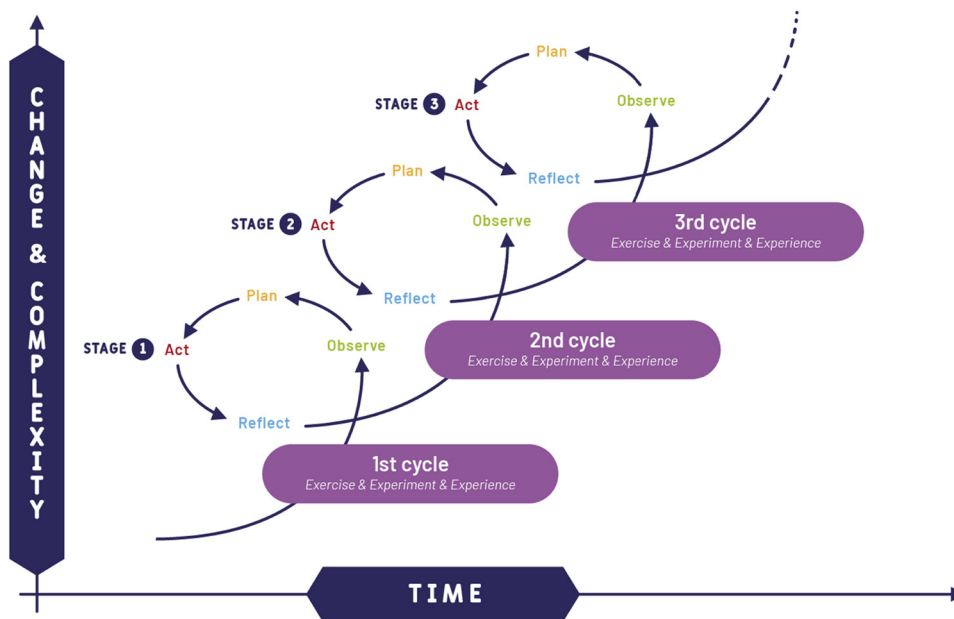 CHANGE & COMPLEXITY
Plan
STAGE 3 Act
Observe
Reflect
3rd cycle
Exercise & Experiment & Experience
Plan
STAGE 2 Act
Observe
Reflect
2nd cycle
Exercise & Experiment & Experience
Plan
STAGE 1 Act
Observe
Reflect
1st cycle
Exercise & Experiment & Experience
TIME